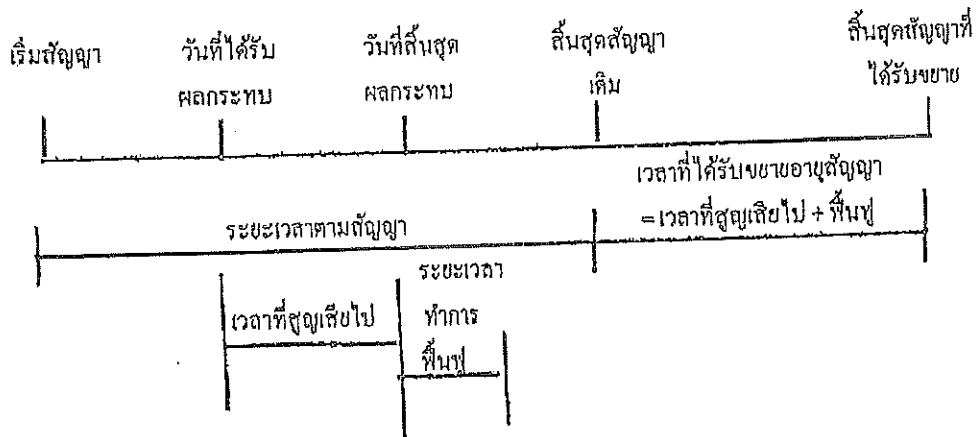 เริ่มสัญญา
วันที่ได้รับ
ผลกระทบ
วันที่สิ้นสุด
ผลกระทบ
สิ้นสุดสัญญา
เดิม
สิ้นสุดสัญญาที่
ได้รับขยาย
เวลาที่ได้รับขยายอายุสัญญา
=เวลาที่สูญเสียไป + ฟื้นฟู
ระยะเวลาตามสัญญา
ระยะเวลา
ทำการ
ฟื้นฟู
เวลาที่สูญเสียไป